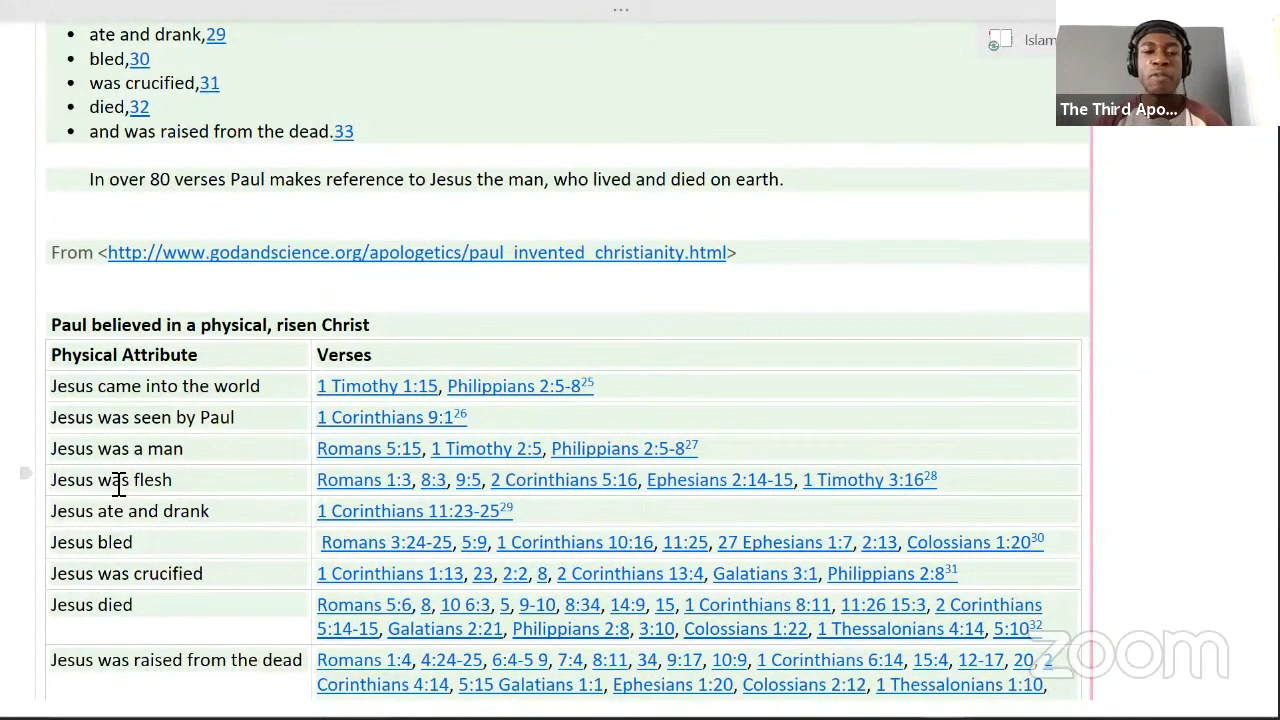 ...
• ate and drank,29
• bled,30
• was crucified,31
• died,32
• and was raised from the dead.33
Islam
The Third Apo...
In over 80 verses Paul makes reference to Jesus the man, who lived and died on earth.
From <http://www.godandscience.org/apologetics/paul_invented_christianity.html>
Paul believed in a physical, risen Christ
Physical Attribute Verses
Jesus came into the world 1 Timothy 1:15, Philippians 2:5-8²⁵
Jesus was seen by Paul 1 Corinthians 9:1²⁶
Jesus was a man Romans 5:15, 1 Timothy 2:5, Philippians 2:5-8²⁷
Jesus was flesh Romans 1:3, 8:3, 9:5, 2 Corinthians 5:16, Ephesians 2:14-15, 1 Timothy 3:16²⁸
Jesus ate and drank 1 Corinthians 11:23-25²⁹
Jesus bled Romans 3:24-25, 5:9, 1 Corinthians 10:16, 11:25, 27 Ephesians 1:7, 2:13, Colossians 1:20³⁰
Jesus was crucified 1 Corinthians 1:13, 23, 2:2, 8, 2 Corinthians 13:4, Galatians 3:1, Philippians 2:8³¹
Jesus died Romans 5:6, 8, 10 6:3, 5, 9-10, 8:34, 14:9, 15, 1 Corinthians 8:11, 11:26 15:3, 2 Corinthians
5:14-15, Galatians 2:21, Philippians 2:8, 3:10, Colossians 1:22, 1 Thessalonians 4:14, 5:10³²
Jesus was raised from the dead Romans 1:4, 4:24-25, 6:4-5 9, 7:4, 8:11, 34, 9:17, 10:9, 1 Corinthians 6:14, 15:4, 12-17, 20, 2
Corinthians 4:14, 5:15 Galatians 1:1, Ephesians 1:20, Colossians 2:12, 1 Thessalonians 1:10,
zoom